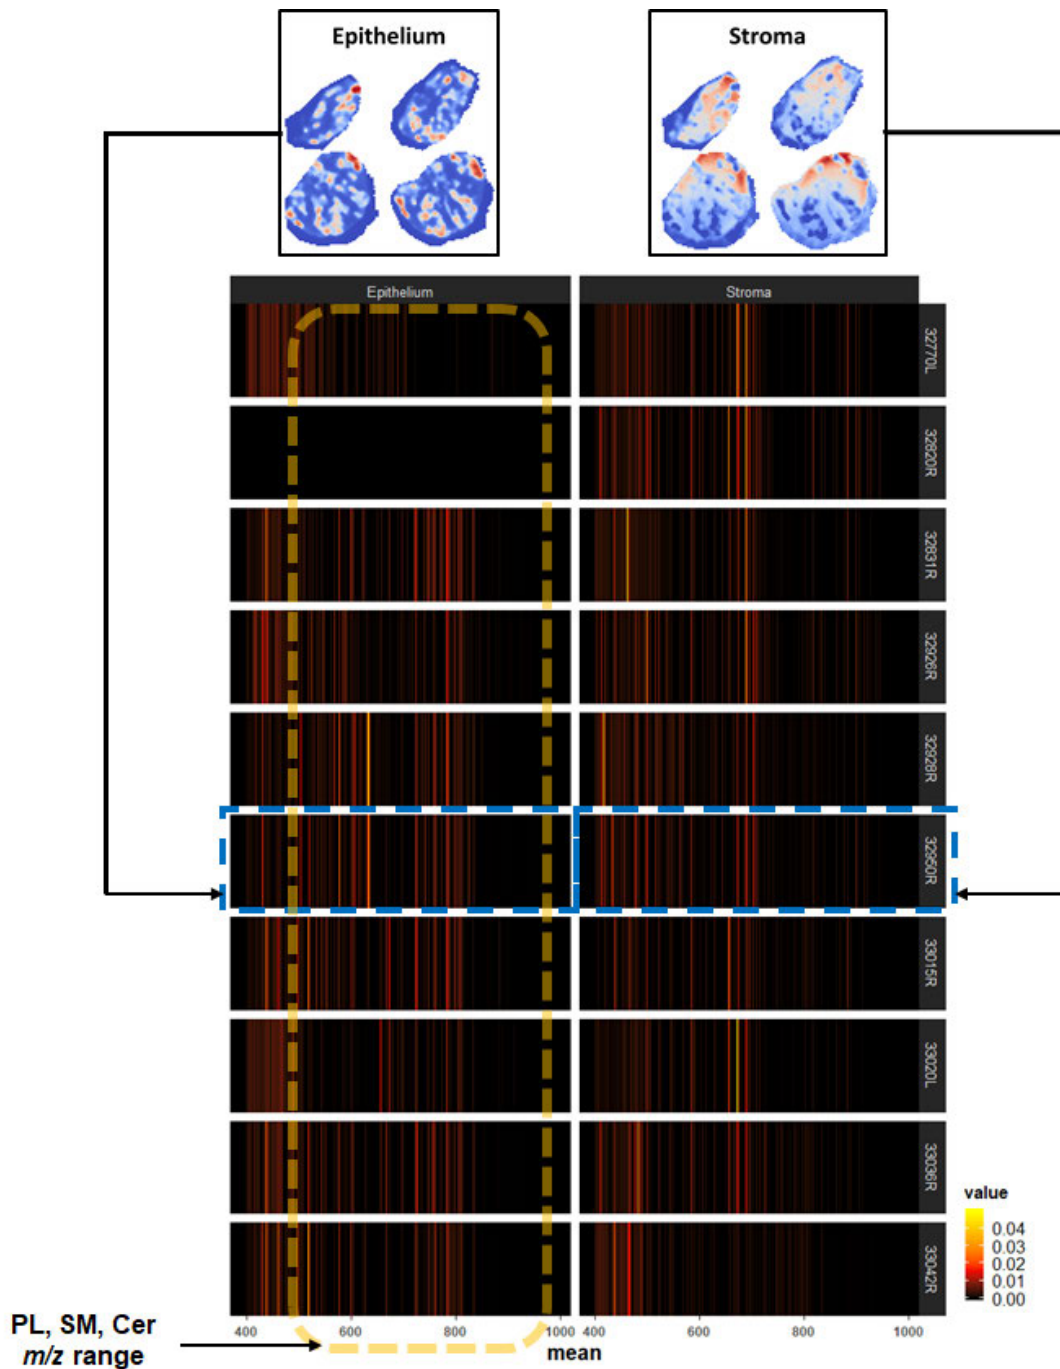 Epithelium
Stroma
Epithelium
Stroma
32770L
32820R
32831R
32926R
32928R
32950R
33015R
33020L
33036R
33042R
value
0.04
0.03
0.02
0.01
0.00
400 600 800 1000 400 600 800 1000
mean
PL, SM, Cer
m/z range